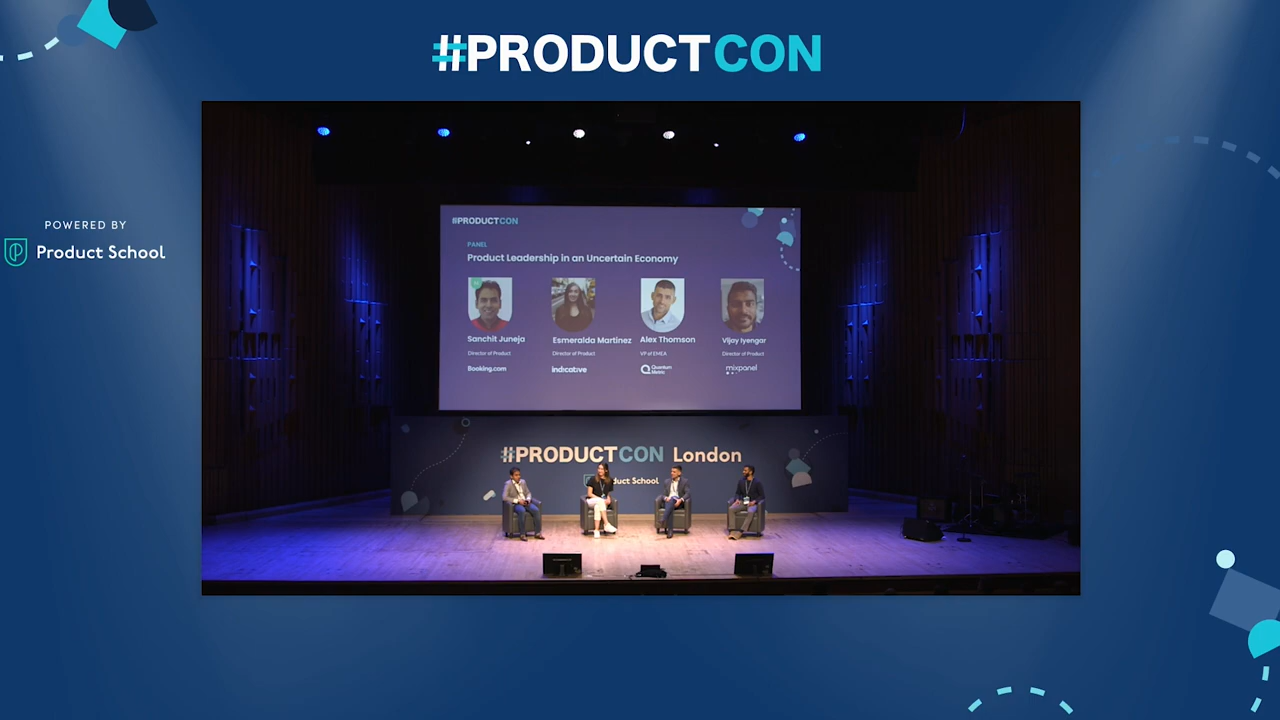 #PRODUCTCON
POWERED BY
Product School
#PRODUCTCON
PANEL
Product Leadership in an Uncertain Economy
Sanchit Juneja
Esmeralda Martinez
Alex Thomson
Vijay Iyengar
Director of Product
Director of Product
VP of EMEA
Director of Product
Booking.com
indicative
Quantum Metric
mixpanel
#PRODUCTCON London
duct School